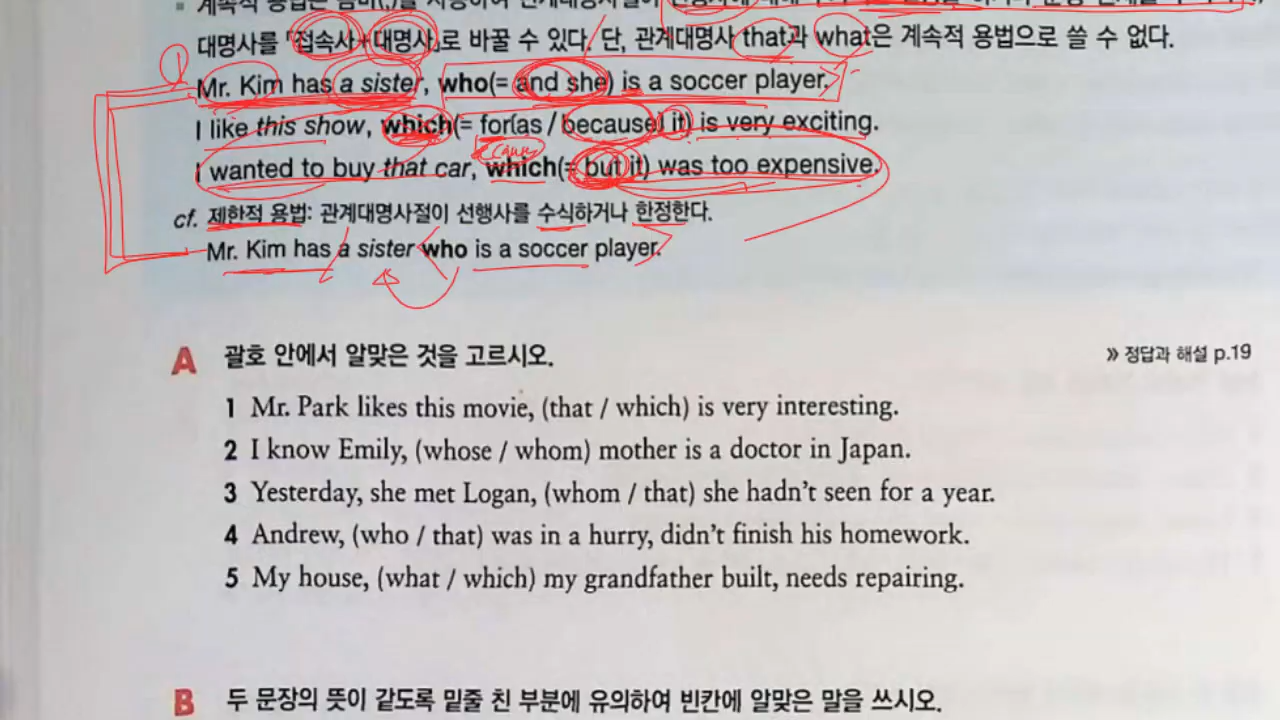 계속적 용법은
대명사를 「접속사+대명사」로 바꿀 수 있다. 단, 관계대명사 that과 what은 계속적 용법으로 쓸 수 없다.
Mr. Kim has a sister, who(= and she) is a soccer player.
I like this show, which(= for(as / because) it) is very exciting.
I wanted to buy that car, which(= but it) was too expensive.
cf. 제한적 용법: 관계대명사절이 선행사를 수식하거나 한정한다.
Mr. Kim has a sister who is a soccer player.
A 괄호 안에서 알맞은 것을 고르시오. » 정답과 해설 p.19
1 Mr. Park likes this movie, (that / which) is very interesting.
2 I know Emily, (whose / whom) mother is a doctor in Japan.
3 Yesterday, she met Logan, (whom / that) she hadn't seen for a year.
4 Andrew, (who / that) was in a hurry, didn't finish his homework.
5 My house, (what / which) my grandfather built, needs repairing.
B 두 문장의 뜻이 같도록 밑줄 친 부분에 유의하여 빈칸에 알맞은 말을 쓰시오.